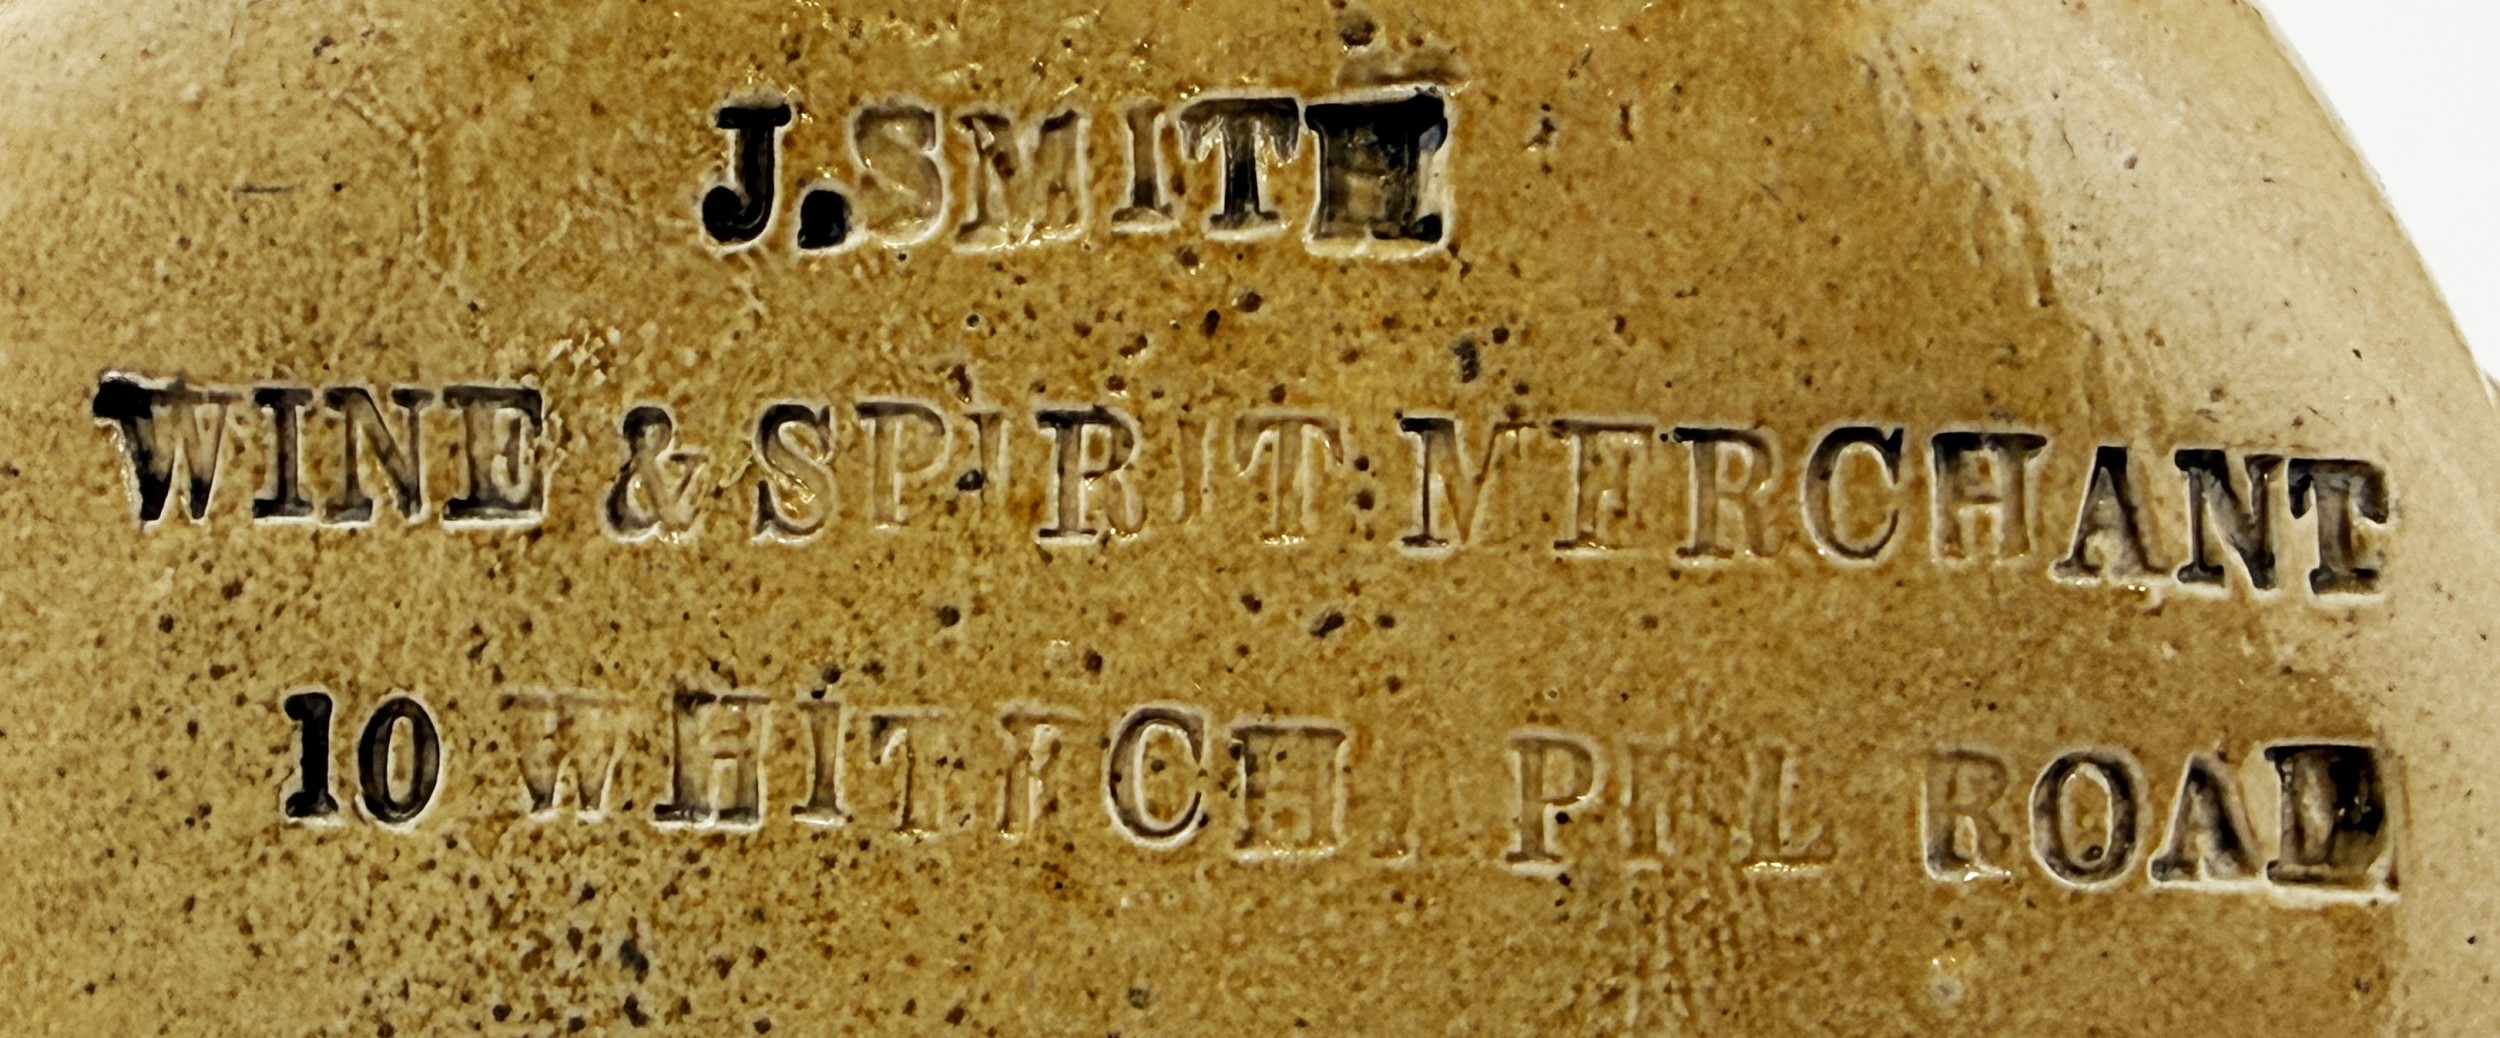 J. SMITH
WINE & SPIRIT MERCHANT
10 WHITECHAPEL ROAD